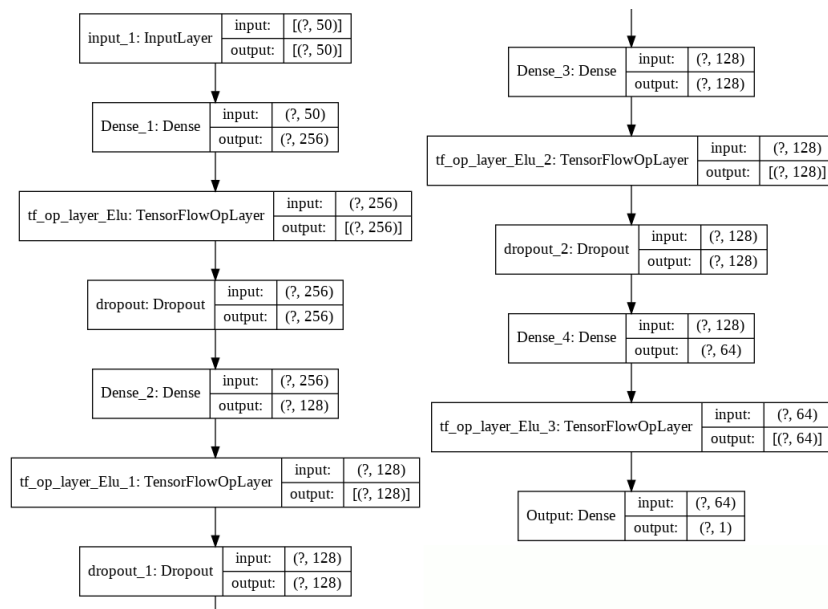 input_1: InputLayer
input: [(?, 50)]
output: [(?, 50)]
Dense_1: Dense
input: (?, 50)
output: (?, 256)
tf_op_layer_Elu: TensorFlowOpLayer
input: (?, 256)
output: [(?, 256)]
dropout: Dropout
input: (?, 256)
output: (?, 256)
Dense_2: Dense
input: (?, 256)
output: (?, 128)
tf_op_layer_Elu_1: TensorFlowOpLayer
input: (?, 128)
output: [(?, 128)]
dropout_1: Dropout
input: (?, 128)
output: (?, 128)
Dense_3: Dense
input: (?, 128)
output: (?, 128)
tf_op_layer_Elu_2: TensorFlowOpLayer
input: (?, 128)
output: [(?, 128)]
dropout_2: Dropout
input: (?, 128)
output: (?, 128)
Dense_4: Dense
input: (?, 128)
output: (?, 64)
tf_op_layer_Elu_3: TensorFlowOpLayer
input: (?, 64)
output: [(?, 64)]
Output: Dense
input: (?, 64)
output: (?, 1)